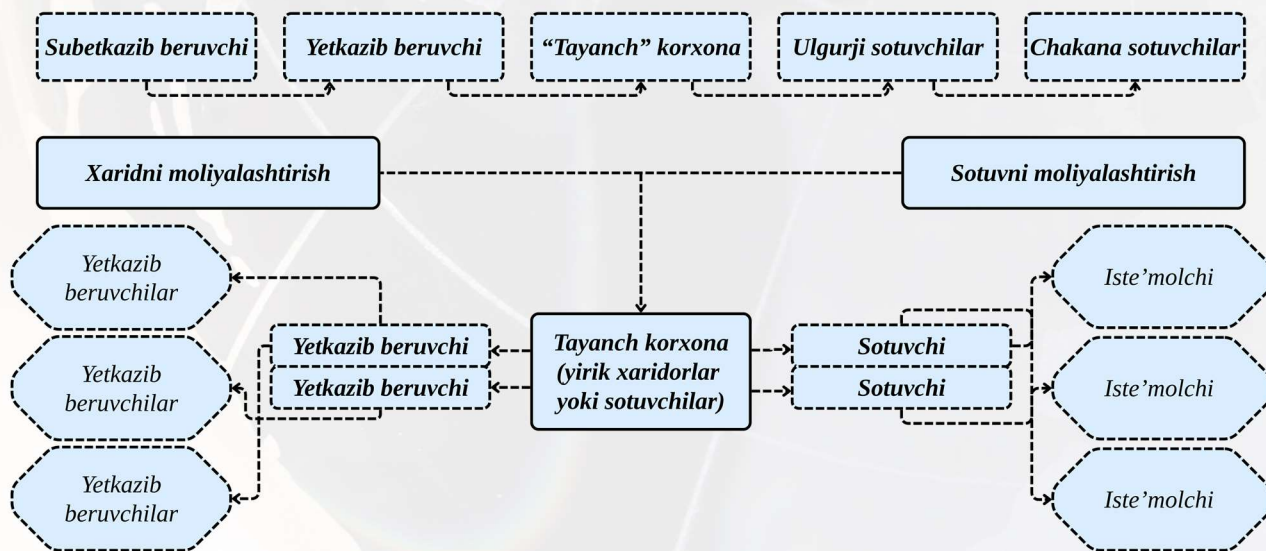 Subetkazib beruvchi
Yetkazib beruvchi
“Tayanch” korxona
Ulgurji sotuvchilar
Chakana sotuvchilar
Xaridni moliyalashtirish
Sotuvni moliyalashtirish
Yetkazib
beruvchilar
Iste’molchi
Yetkazib beruvchi
Tayanch korxona
(yirik xaridorlar
yoki sotuvchilar)
Sotuvchi
Yetkazib beruvchi
Sotuvchi
Yetkazib
beruvchilar
Iste’molchi
Yetkazib
beruvchilar
Iste’molchi